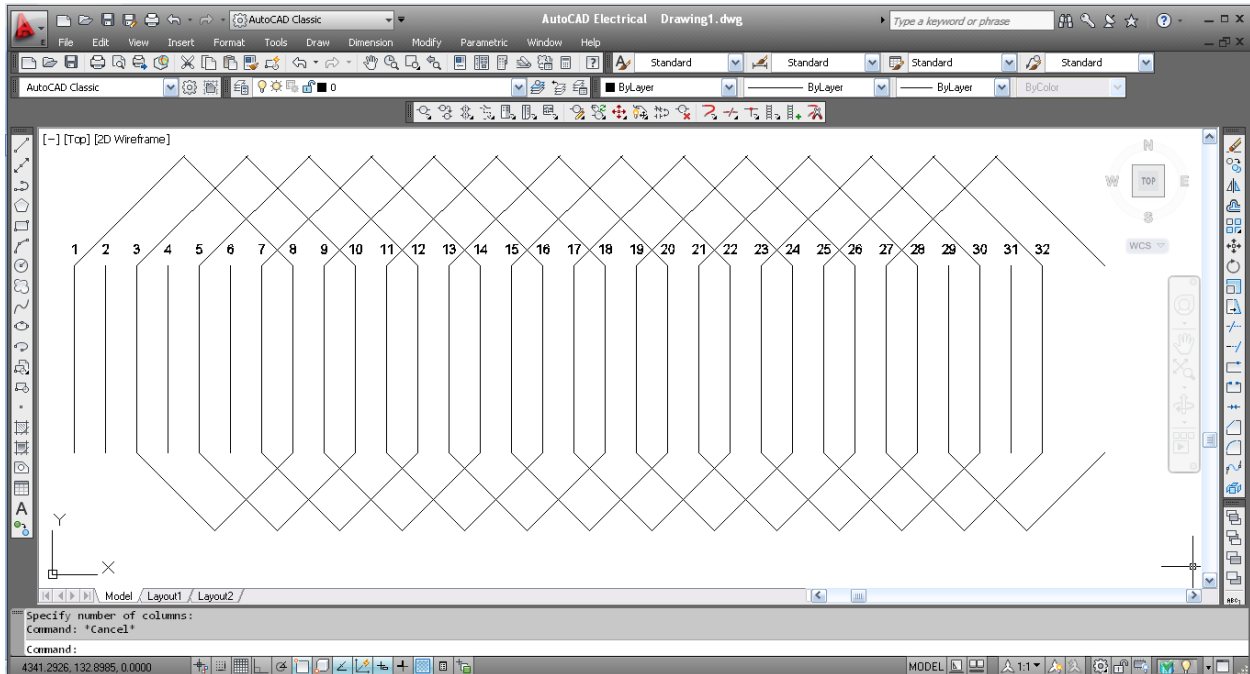 AutoCAD Classic AutoCAD Electrical Drawing1.dwg Type a keyword or phrase
E File Edit View Insert Format Tools Draw Dimension Modify Parametric Window Help
Standard Standard Standard Standard
AutoCAD Classic 0 ByLayer ByLayer ByLayer ByColor
[−] [Top] [2D Wireframe]
N
W TOP E
S
WCS
1 2 3 4 5 6 7 8 9 10 11 12 13 14 15 16 17 18 19 20 21 22 23 24 25 26 27 28 29 30 31 32
A
Y
X
Model Layout1 Layout2
Specify number of columns:
Command: *Cancel*
Command:
4341.2926, 132.8985, 0.0000 MODEL 1:1